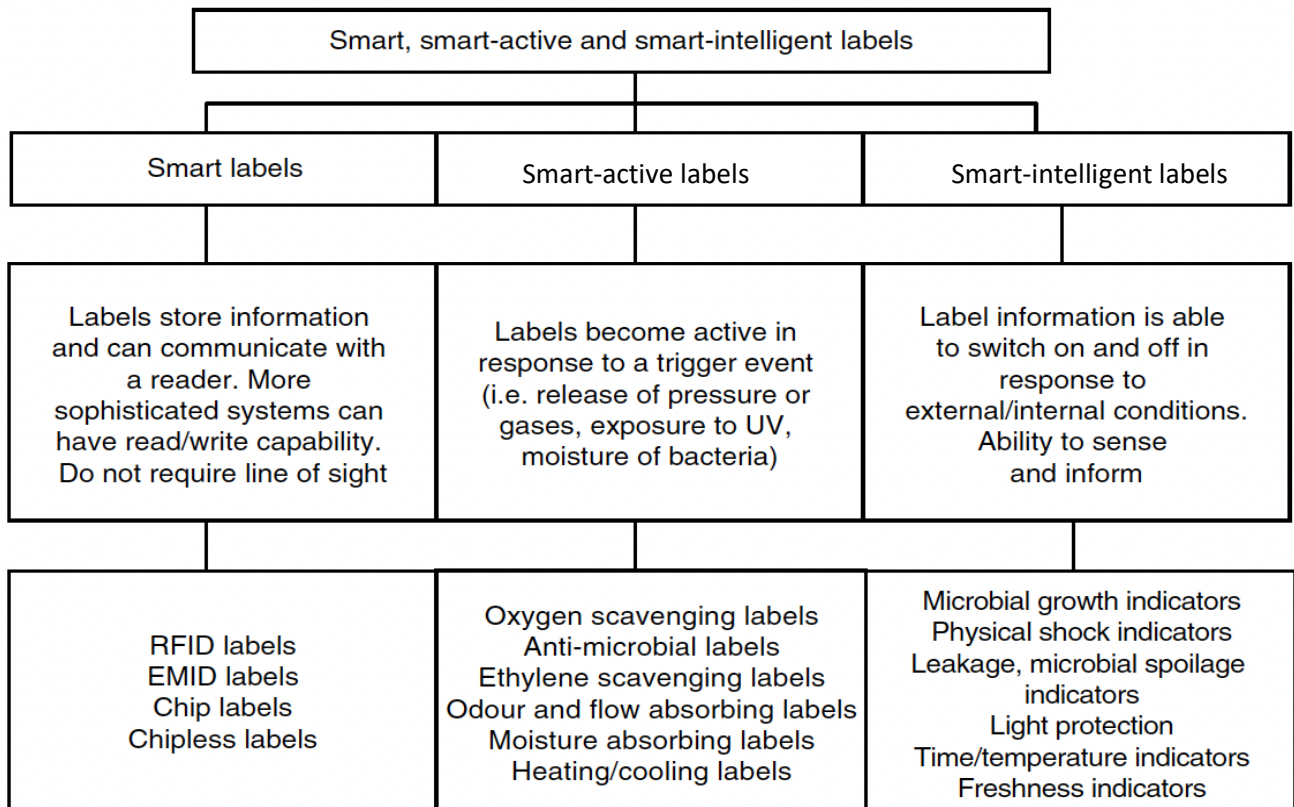 Smart, smart-active and smart-intelligent labels
Smart labels
Smart-active labels
Smart-intelligent labels
Labels store information
and can communicate with
a reader. More
sophisticated systems can
have read/write capability.
Do not require line of sight
Labels become active in
response to a trigger event
(i.e. release of pressure or
gases, exposure to UV,
moisture of bacteria)
Label information is able
to switch on and off in
response to
external/internal conditions.
Ability to sense
and inform
RFID labels
EMID labels
Chip labels
Chipless labels
Oxygen scavenging labels
Anti-microbial labels
Ethylene scavenging labels
Odour and flow absorbing labels
Moisture absorbing labels
Heating/cooling labels
Microbial growth indicators
Physical shock indicators
Leakage, microbial spoilage
indicators
Light protection
Time/temperature indicators
Freshness indicators